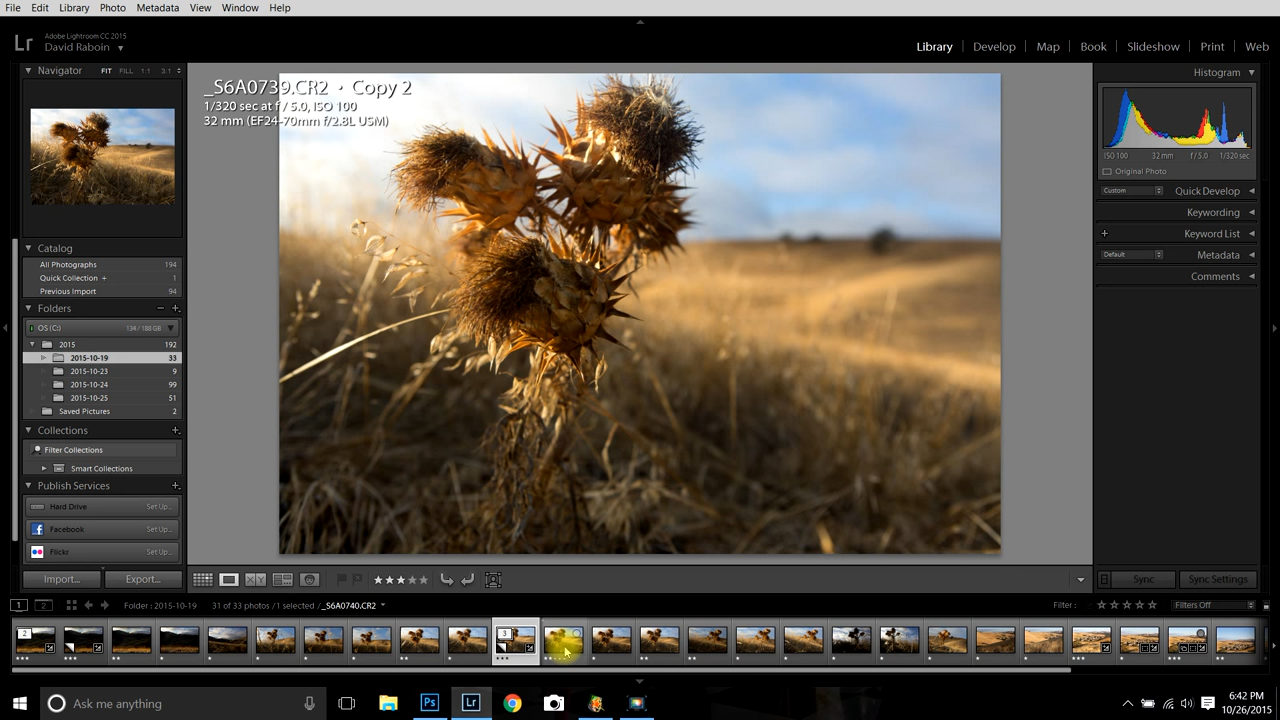 File Edit Library Photo Metadata View Window Help
Lr Adobe Lightroom CC 2015
David Raboin
Library | Develop | Map | Book | Slideshow | Print | Web
Navigator FIT FILL 1:1 3:1
Catalog
All Photographs 194
Quick Collection + 1
Previous Import 94
Folders
OS (C:) 134 / 188 GB
2015 192
2015-10-19 33
2015-10-23 9
2015-10-24 99
2015-10-25 51
Saved Pictures 2
Collections
Filter Collections
Smart Collections
Publish Services
Hard Drive Set Up...
Facebook Set Up...
Flickr Set Up...
Import... Export...
_S6A0739.CR2 • Copy 2
1/320 sec at f / 5.0, ISO 100
32 mm (EF24-70mm f/2.8L USM)
Histogram
ISO 100 32 mm f / 5.0 1/320 sec
Original Photo
Custom Quick Develop
Keywording
Keyword List
Default Metadata
Comments
Sync Sync Settings
1 2 Folder : 2015-10-19 31 of 33 photos / 1 selected / _S6A0740.CR2 Filter : Filters Off
2 3
Ask me anything
Ps Lr
6:42 PM
10/26/2015